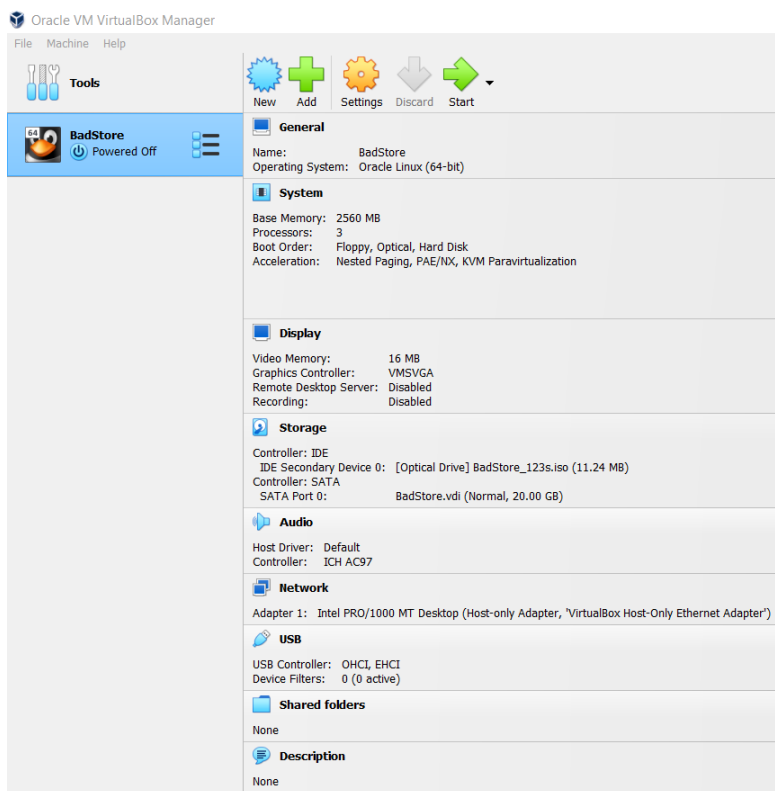 Oracle VM VirtualBox Manager
File Machine Help
Tools
New Add Settings Discard Start
64
BadStore
Powered Off
General
Name: BadStore
Operating System: Oracle Linux (64-bit)
System
Base Memory: 2560 MB
Processors: 3
Boot Order: Floppy, Optical, Hard Disk
Acceleration: Nested Paging, PAE/NX, KVM Paravirtualization
Display
Video Memory: 16 MB
Graphics Controller: VMSVGA
Remote Desktop Server: Disabled
Recording: Disabled
Storage
Controller: IDE
IDE Secondary Device 0: [Optical Drive] BadStore_123s.iso (11.24 MB)
Controller: SATA
SATA Port 0: BadStore.vdi (Normal, 20.00 GB)
Audio
Host Driver: Default
Controller: ICH AC97
Network
Adapter 1: Intel PRO/1000 MT Desktop (Host-only Adapter, 'VirtualBox Host-Only Ethernet Adapter')
USB
USB Controller: OHCI, EHCI
Device Filters: 0 (0 active)
Shared folders
None
Description
None